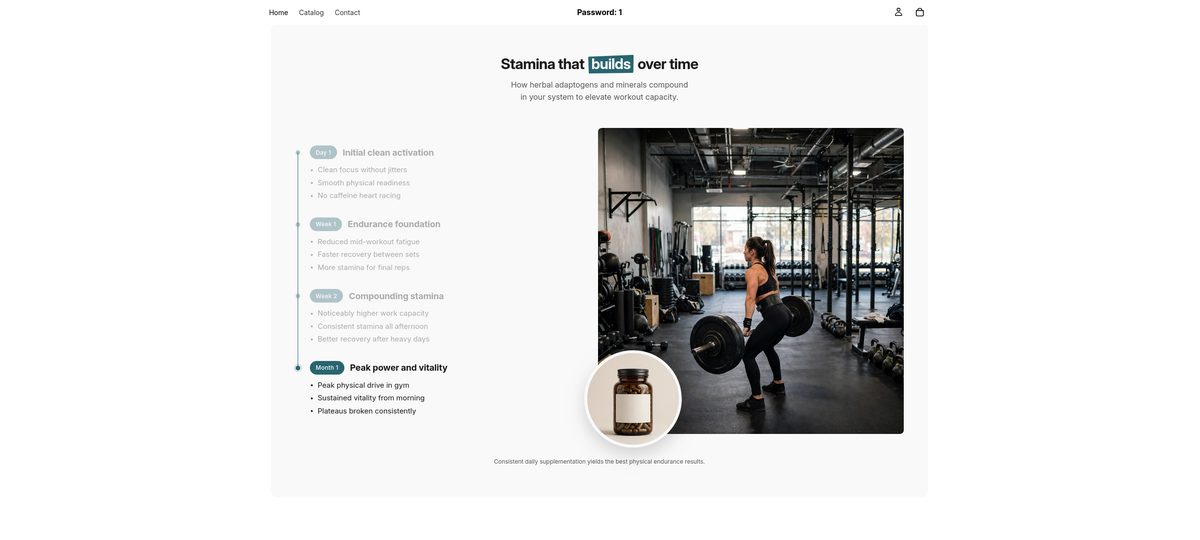 Home Catalog Contact Password: 1
Stamina that builds over time
How herbal adaptogens and minerals compound
in your system to elevate workout capacity.
Day 1 Initial clean activation
• Clean focus without jitters
• Smooth physical readiness
• No caffeine heart racing
Week 1 Endurance foundation
• Reduced mid-workout fatigue
• Faster recovery between sets
• More stamina for final reps
Week 2 Compounding stamina
• Noticeably higher work capacity
• Consistent stamina all afternoon
• Better recovery after heavy days
Month 1 Peak power and vitality
• Peak physical drive in gym
• Sustained vitality from morning
• Plateaus broken consistently
Consistent daily supplementation yields the best physical endurance results.